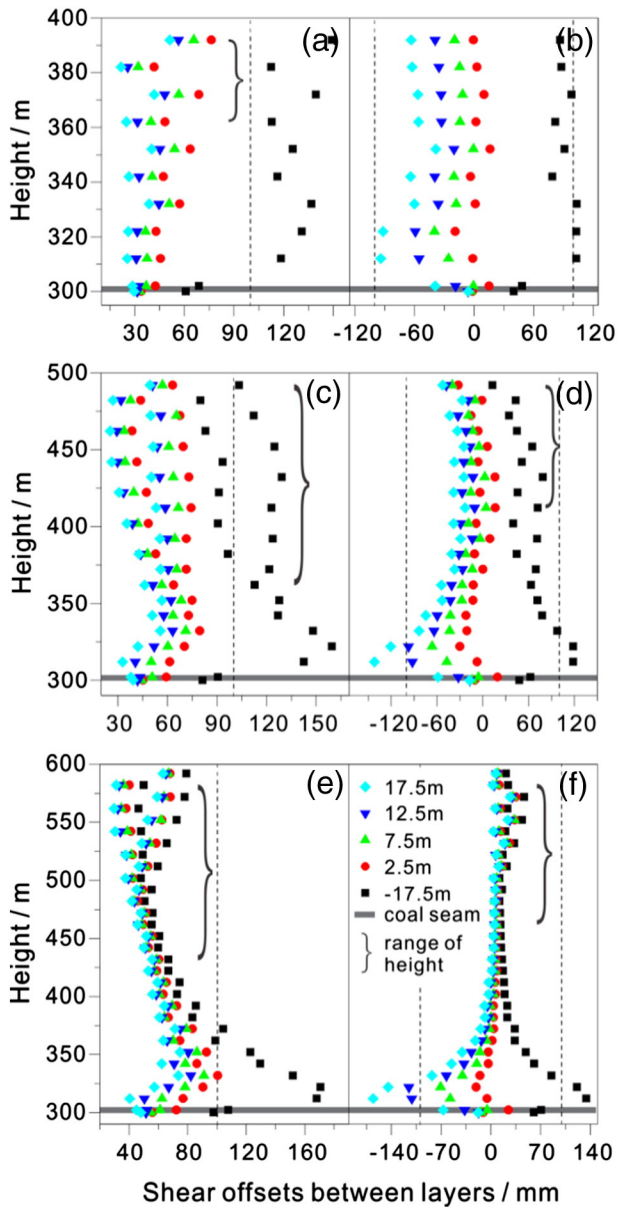 (a) (b)
400
380
360
340
320
300
Height / m
30 60 90 120 -120 -60 0 60 120
(c) (d)
500
450
400
350
300
Height / m
30 60 90 120 150 -120 -60 0 60 120
(e) (f)
600
550
500
450
400
350
300
Height / m
17.5m
12.5m
7.5m
2.5m
-17.5m
coal seam
range of
height
40 80 120 160 -140 -70 0 70 140
Shear offsets between layers / mm